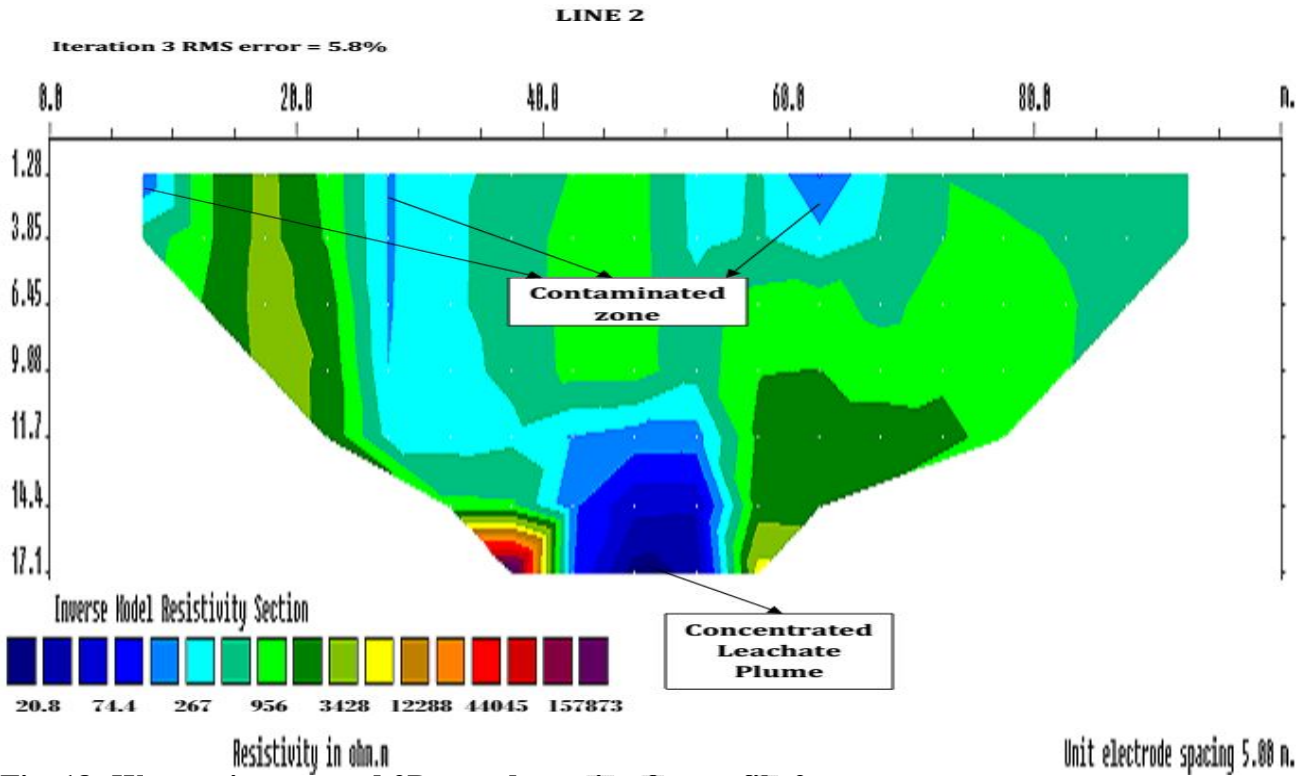 LINE 2
Iteration 3 RMS error = 5.8%
0.0 20.0 40.0 60.0 80.0 m.
1.28
3.85
6.45
9.08
11.7
14.4
17.1
Contaminated
zone
Concentrated
Leachate
Plume
Inverse Model Resistivity Section
20.8 74.4 267 956 3428 12288 44045 157873
Resistivity in ohm.m
Unit electrode spacing 5.00 m.